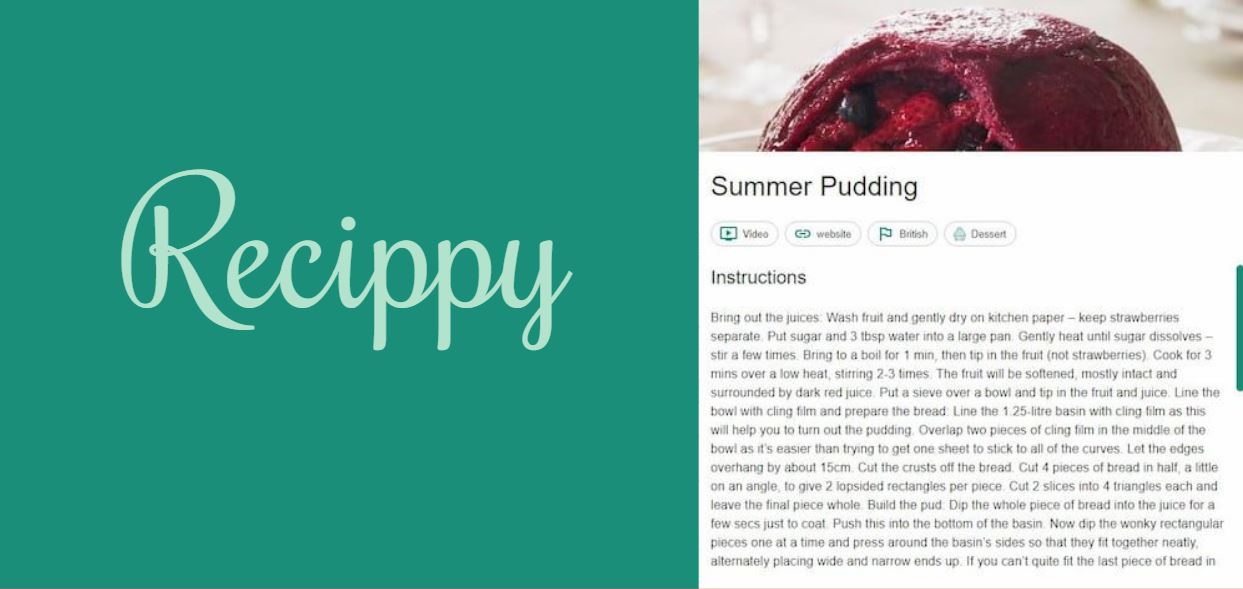 Recippy
Summer Pudding
Video
website
British
Dessert
Instructions
Bring out the juices: Wash fruit and gently dry on kitchen paper – keep strawberries
separate. Put sugar and 3 tbsp water into a large pan. Gently heat until sugar dissolves –
stir a few times. Bring to a boil for 1 min, then tip in the fruit (not strawberries). Cook for 3
mins over a low heat, stirring 2-3 times. The fruit will be softened, mostly intact and
surrounded by dark red juice. Put a sieve over a bowl and tip in the fruit and juice. Line the
bowl with cling film and prepare the bread: Line the 1.25-litre basin with cling film as this
will help you to turn out the pudding. Overlap two pieces of cling film in the middle of the
bowl as it's easier than trying to get one sheet to stick to all of the curves. Let the edges
overhang by about 15cm. Cut the crusts off the bread. Cut 4 pieces of bread in half, a little
on an angle, to give 2 lopsided rectangles per piece. Cut 2 slices into 4 triangles each and
leave the final piece whole. Build the pud: Dip the whole piece of bread into the juice for a
few secs just to coat. Push this into the bottom of the basin. Now dip the wonky rectangular
pieces one at a time and press around the basin's sides so that they fit together neatly,
alternately placing wide and narrow ends up. If you can't quite fit the last piece of bread in